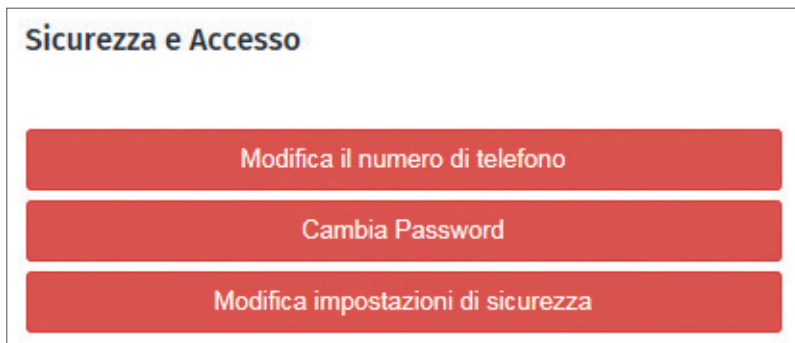 Sicurezza e Accesso
Modifica il numero di telefono
Cambia Password
Modifica impostazioni di sicurezza